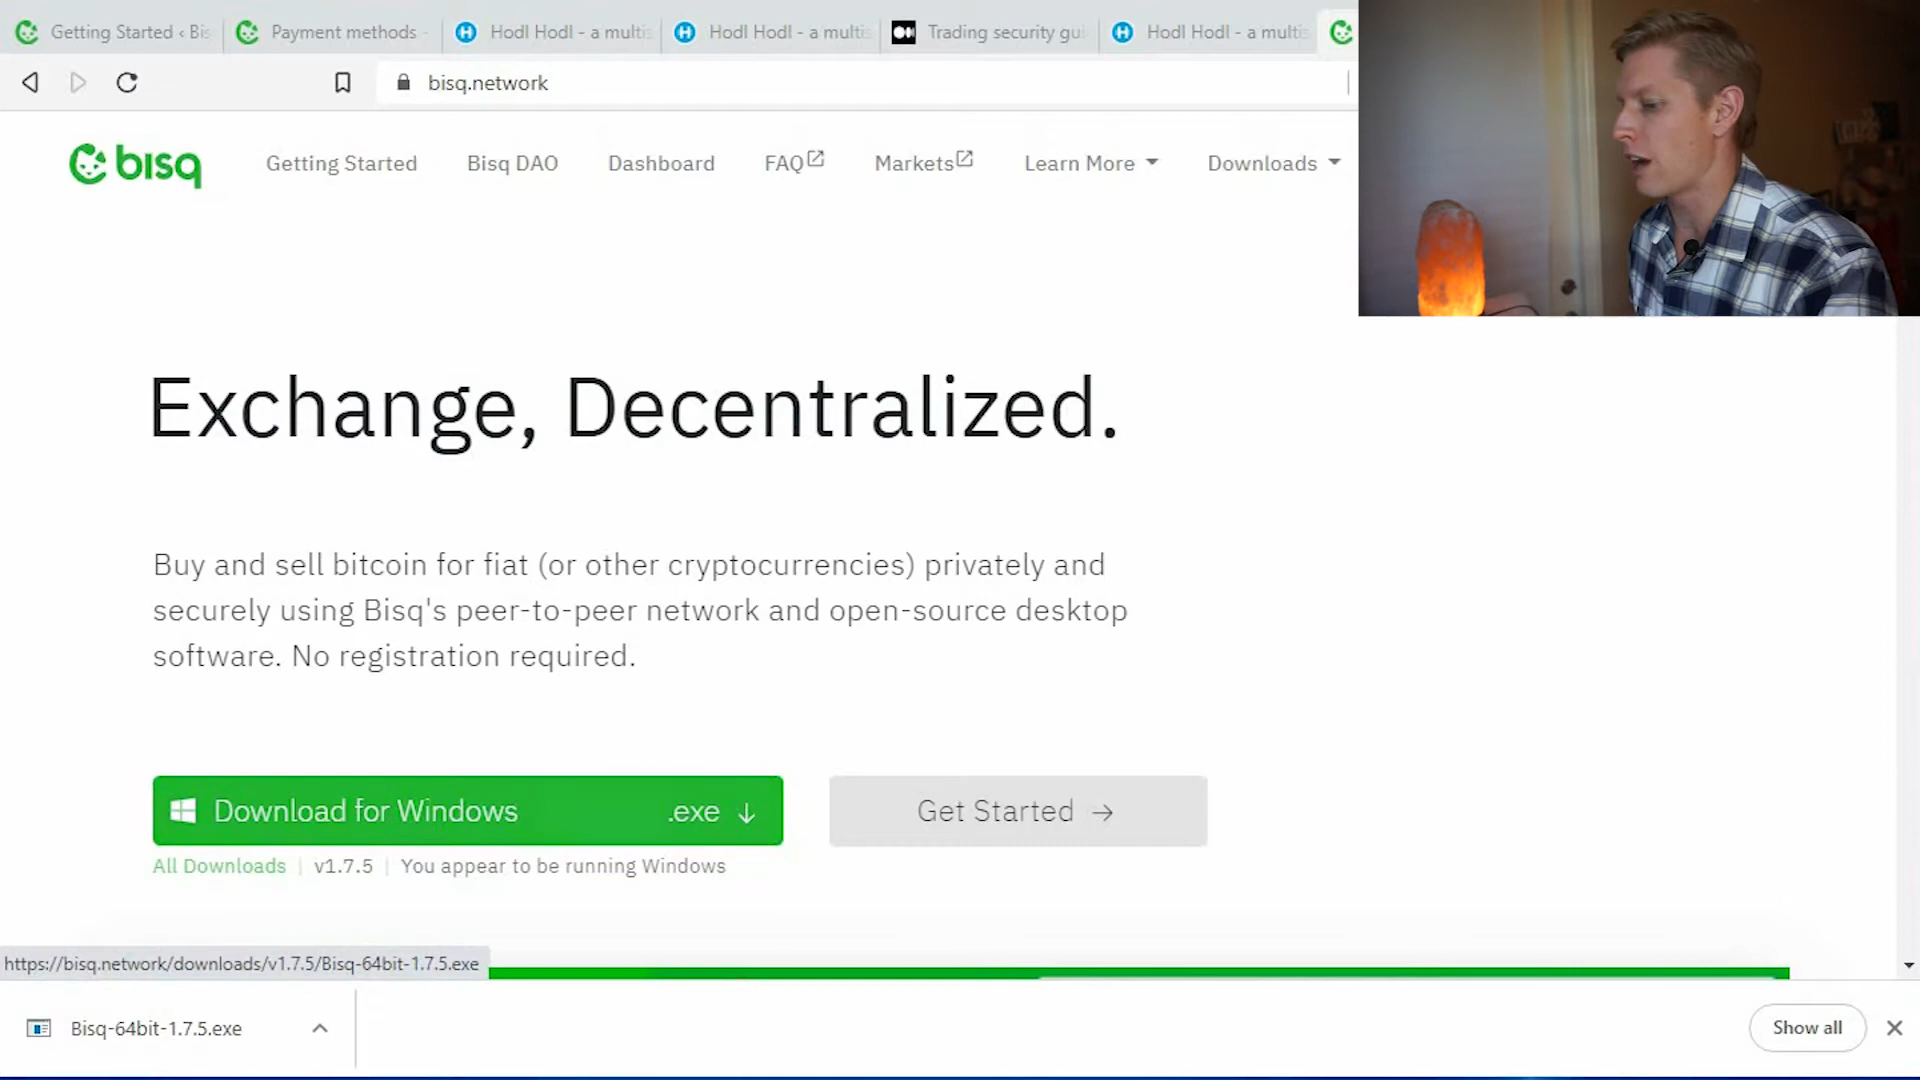 Getting Started ‹ Bis
Payment methods -
Hodl Hodl - a multis
Hodl Hodl - a multis
Trading security gui
Hodl Hodl - a multis
bisq.network
bisq
Getting Started
Bisq DAO
Dashboard
FAQ
Markets
Learn More
Downloads
Exchange, Decentralized.
Buy and sell bitcoin for fiat (or other cryptocurrencies) privately and
securely using Bisq's peer-to-peer network and open-source desktop
software. No registration required.
Download for Windows .exe ↓
Get Started →
All Downloads | v1.7.5 | You appear to be running Windows
https://bisq.network/downloads/v1.7.5/Bisq-64bit-1.7.5.exe
Bisq-64bit-1.7.5.exe
Show all